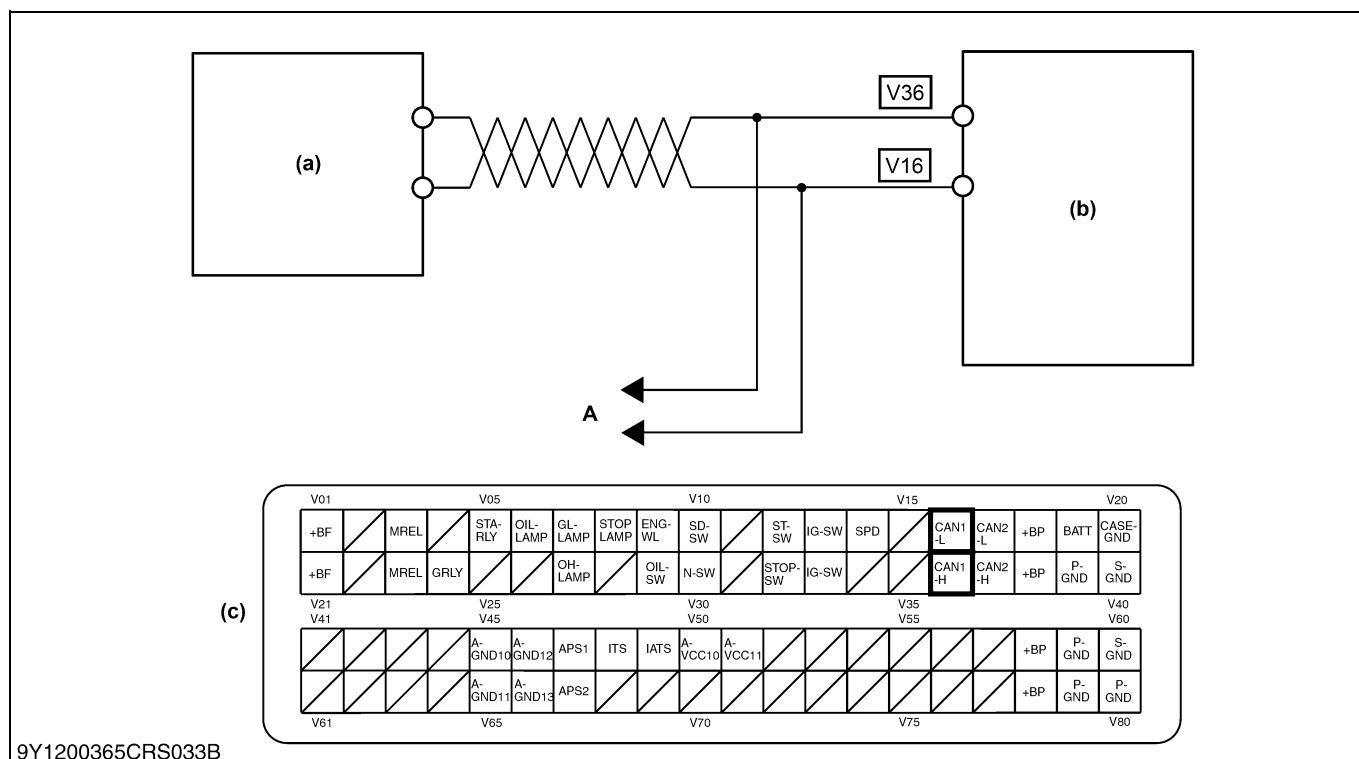 V36
(a)
V16
(b)
A
V01 V05 V10 V15 V20
+BF MREL STA-RLY OIL-LAMP GL-LAMP STOP LAMP ENG-WL SD-SW ST-SW IG-SW SPD CAN1-L CAN2-L +BP BATT CASE-GND
+BF MREL GRLY OH-LAMP OIL-SW N-SW STOP-SW IG-SW CAN1-H CAN2-H +BP P-GND S-GND
V21 V25 V30 V35 V40
(c)
V41 V45 V50 V55 V60
A-GND10 A-GND12 APS1 ITS IATS A-VCC10 A-VCC11 +BP P-GND S-GND
A-GND11 A-GND13 APS2 +BP P-GND P-GND
V61 V65 V70 V75 V80
9Y1200365CRS033B